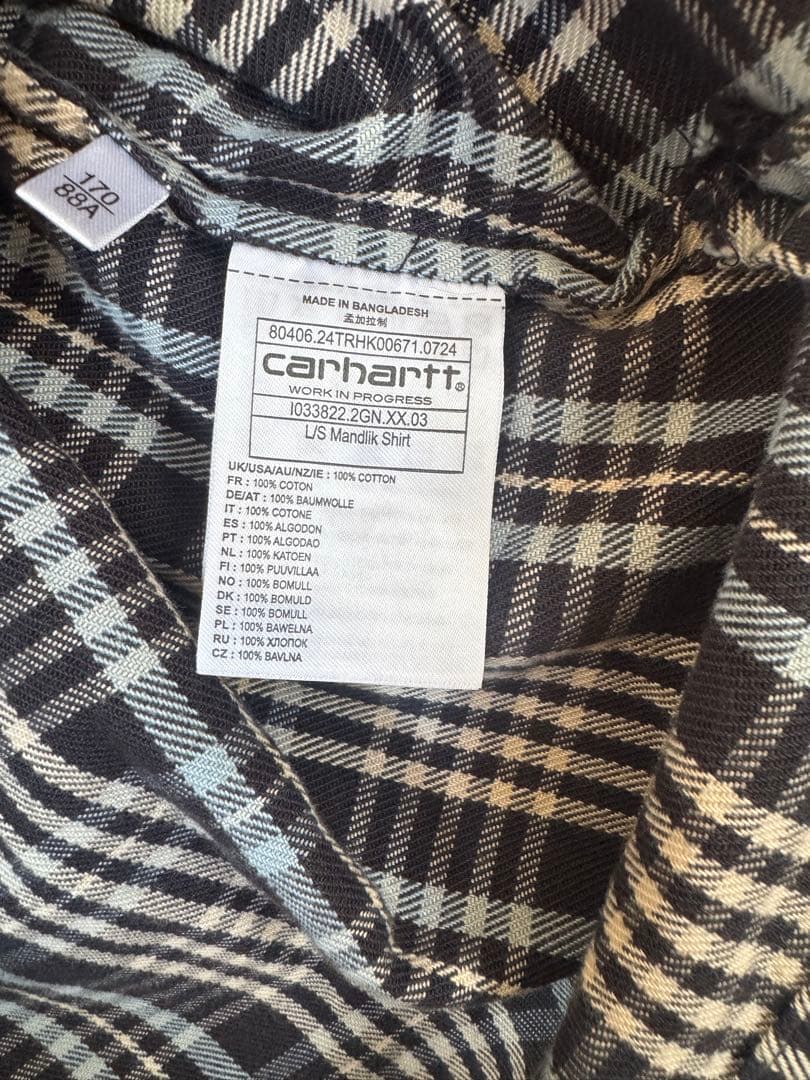 170
88A
MADE IN BANGLADESH
孟加拉制
80406.24TRHK00671.0724
carhartt®
WORK IN PROGRESS
I033822.2GN.XX.03
L/S Mandlik Shirt
UK/USA/AU/NZ/IE : 100% COTTON
FR : 100% COTON
DE/AT : 100% BAUMWOLLE
IT : 100% COTONE
ES : 100% ALGODON
PT : 100% ALGODAO
NL : 100% KATOEN
FI : 100% PUUVILLAA
NO : 100% BOMULL
DK : 100% BOMULD
SE : 100% BOMULL
PL : 100% BAWEŁNA
RU : 100% ХЛОПОК
CZ : 100% BAVLNA